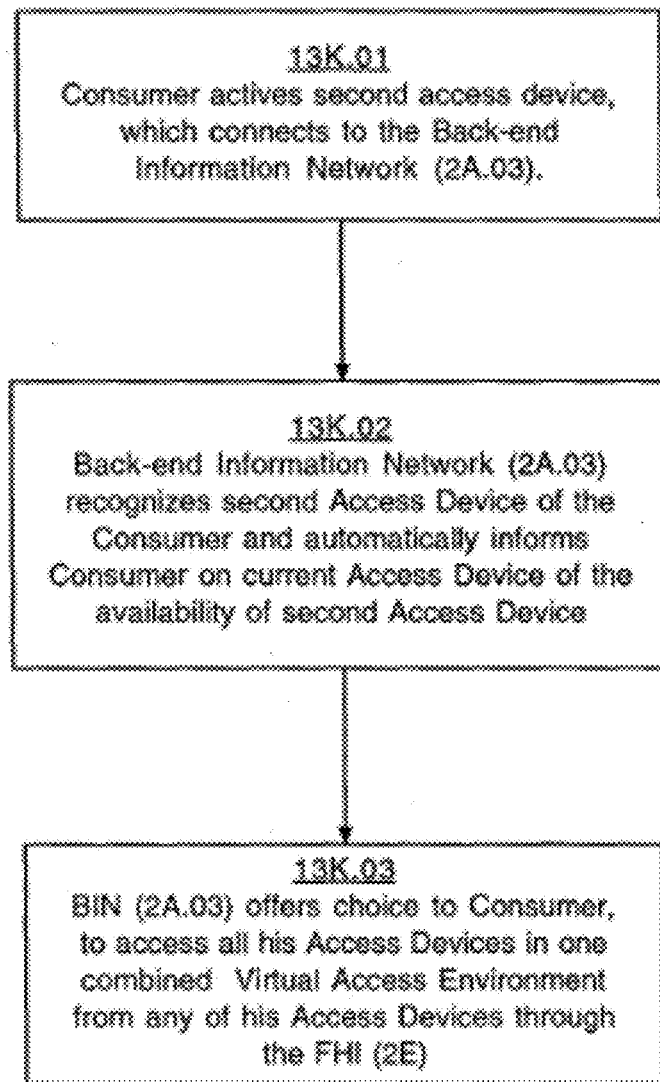 13K.01
Consumer actives second access device,
which connects to the Back-end
Information Network (2A.03).
13K.02
Back-end Information Network (2A.03)
recognizes second Access Device of the
Consumer and automatically informs
Consumer on current Access Device of the
availability of second Access Device
13K.03
BIN (2A.03) offers choice to Consumer,
to access all his Access Devices in one
combined Virtual Access Environment
from any of his Access Devices through
the FHI (2E)